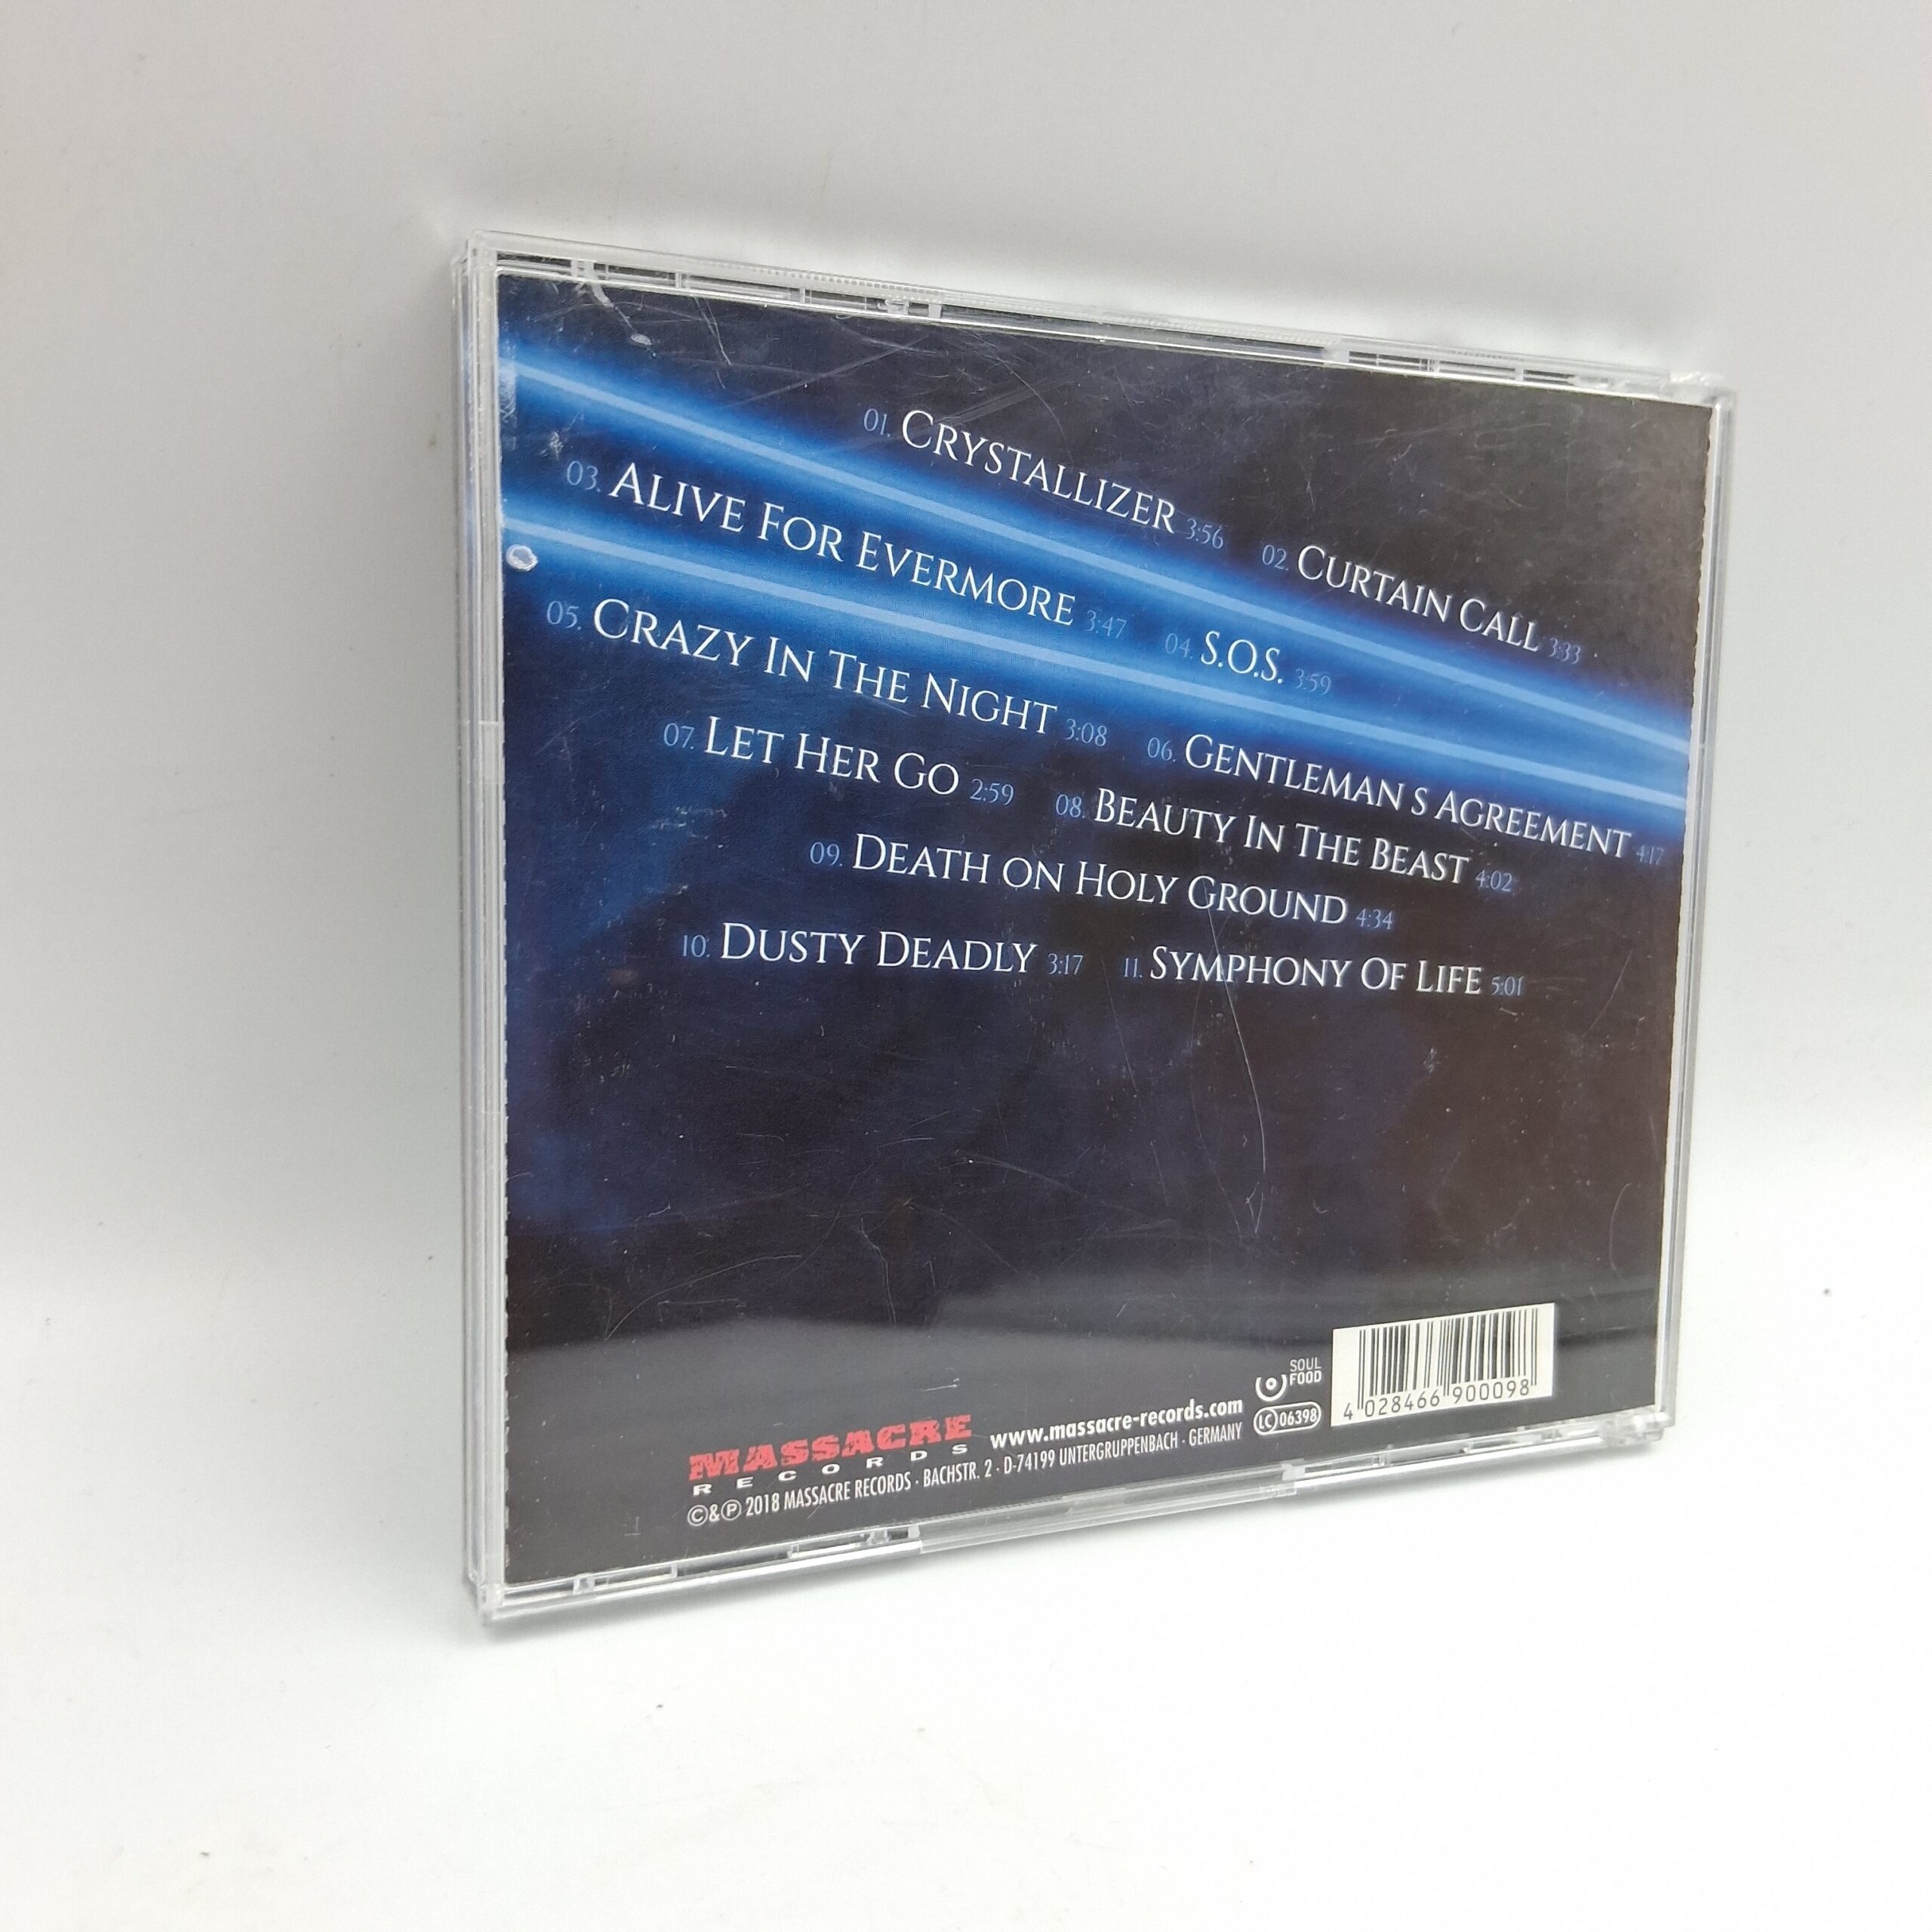 01. CRYSTALLIZER 3:56 02. CURTAIN CALL 3:33
03. ALIVE FOR EVERMORE 3:47 04. S.O.S. 3:59
05. CRAZY IN THE NIGHT 3:08 06. GENTLEMAN S AGREEMENT 4:17
07. LET HER GO 2:59 08. BEAUTY IN THE BEAST 4:02
09. DEATH ON HOLY GROUND 4:34
10. DUSTY DEADLY 3:17 11. SYMPHONY OF LIFE 5:01
MASSACRE
RECORDS
www.massacre-records.com
©&℗ 2018 MASSACRE RECORDS · BACHSTR. 2 · D-74199 UNTERGRUPPENBACH · GERMANY
SOUL
FOOD
LC 06398
4 028466 900098